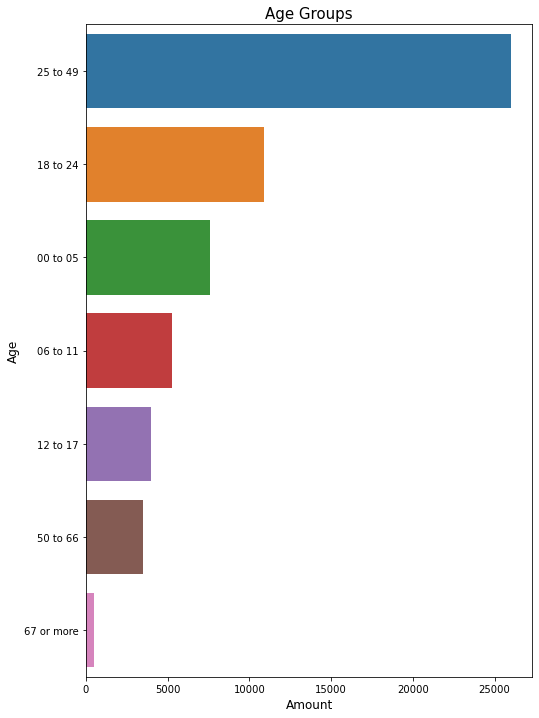 Age Groups
25 to 49
18 to 24
00 to 05
06 to 11
12 to 17
50 to 66
67 or more
Age
0 5000 10000 15000 20000 25000
Amount